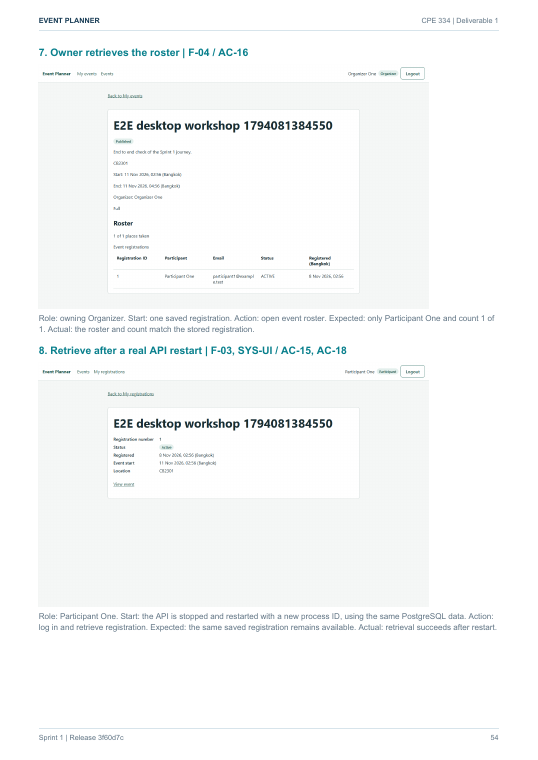 EVENT PLANNER
CPE 334 | Deliverable 1
7. Owner retrieves the roster | F-04 / AC-16
Event Planner My events Events
Organizer One Organizer Logout
Back to My events
E2E desktop workshop 1794081384550
Published
End to end check of the Sprint 1 journey.
CB2301
Start: 11 Nov 2026, 02:56 (Bangkok)
End: 11 Nov 2026, 04:56 (Bangkok)
Organizer: Organizer One
Full
Roster
1 of 1 places taken
Event registrations
Registration ID Participant Email Status Registered (Bangkok)
1 Participant One ACTIVE 8 Nov 2026, 02:56
Role: owning Organizer. Start: one saved registration. Action: open event roster. Expected: only Participant One and count 1 of
1. Actual: the roster and count match the stored registration.
8. Retrieve after a real API restart | F-03, SYS-UI / AC-15, AC-18
Event Planner Events My registrations
Participant One Participant Logout
Back to My registrations
E2E desktop workshop 1794081384550
Registration number 1
Status Active
Registered 8 Nov 2026, 02:56 (Bangkok)
Event start 11 Nov 2026, 02:56 (Bangkok)
Location CB2301
View event
Role: Participant One. Start: the API is stopped and restarted with a new process ID, using the same PostgreSQL data. Action:
log in and retrieve registration. Expected: the same saved registration remains available. Actual: retrieval succeeds after restart.
Sprint 1 | Release 3f60d7c
54